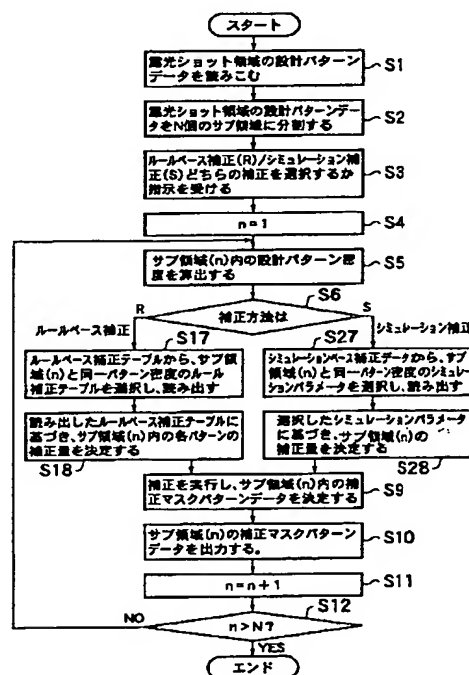 スタート
露光ショット領域の設計パターン
データを読みこむ
S1
露光ショット領域の設計パターンデー
タをN個のサブ領域に分割する
S2
ルールベース補正(R)/シミュレーション補
正(S)どちらの補正を選択するか
指示を受ける
S3
n=1
S4
サブ領域(n)内の設計パターン密
度を算出する
S5
S6
R
補正方法は
S
ルールベース補正
シミュレーション補正
S17
S27
ルールベース補正テーブルから、サブ
領域(n)と同一パターン密度のルール
補正テーブルを選択し、読み出す
シミュレーションベース補正データから、サブ
領域(n)と同一パターン密度のシミュレー
ションパラメータを選択し、読み出す
読み出したルールベース補正テーブルに
基づき、サブ領域(n)内の各パターンの
補正量を決定する
S18
選択したシミュレーションパラメータ
に基づき、サブ領域(n)の
補正量を決定する
S28
補正を実行し、サブ領域(n)内の補
正マスクパターンデータを決定する
S9
サブ領域(n)の補正マスクパターン
データを出力する。
S10
n=n+1
S11
S12
NO
n>N?
YES
エンド